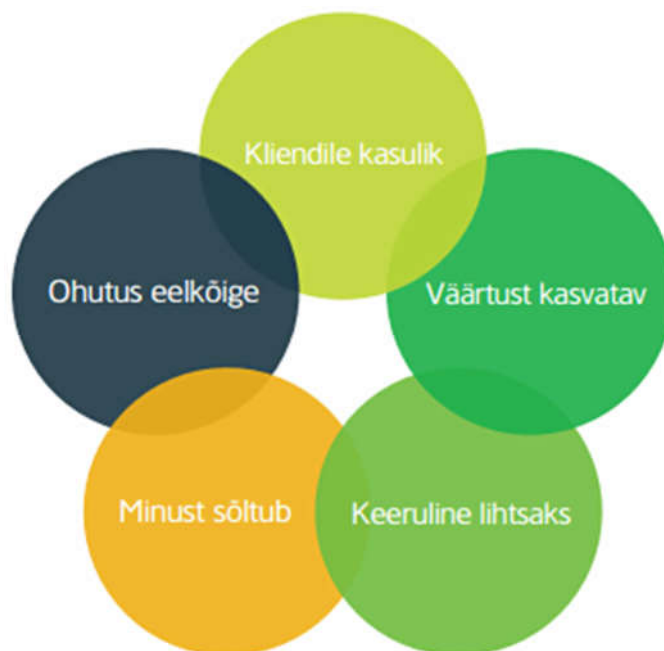 Kliendile kasulik
Ohutus eelkõige
Väärtust kasvatav
Minust sõltub
Keeruline lihtsaks